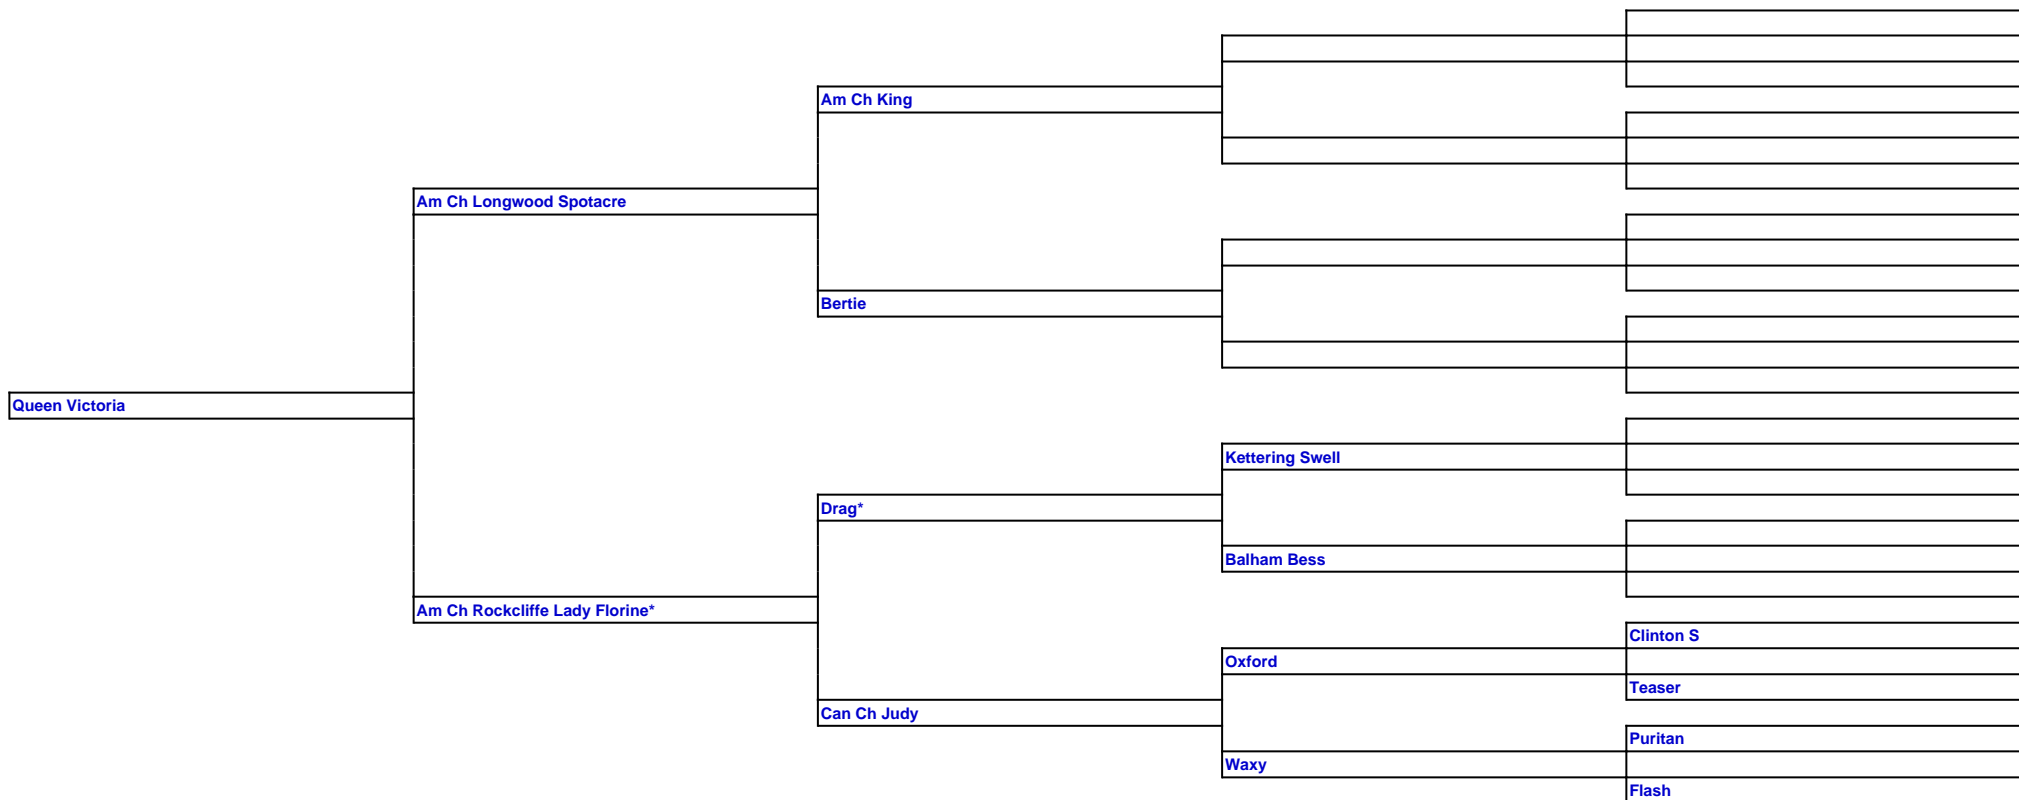 Am Ch King
Am Ch Longwood Spotacre
Bertie
Queen Victoria
Kettering Swell
Drag*
Balham Bess
Am Ch Rockcliffe Lady Florine*
Clinton S
Oxford
Teaser
Can Ch Judy
Puritan
Waxy
Flash